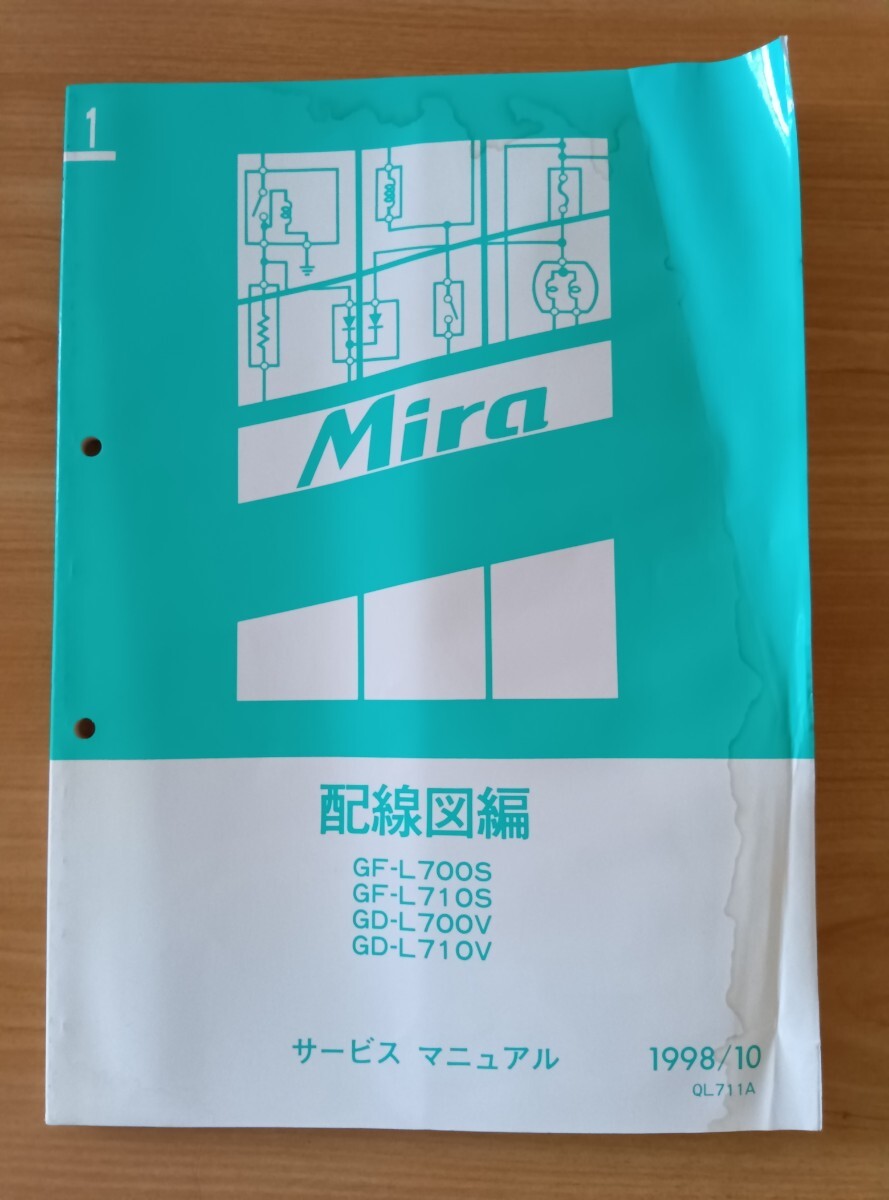 1
Mira
配線図編
GF-L700S
GF-L710S
GD-L700V
GD-L710V
サービス マニュアル 1998/10
QL711A